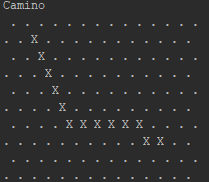 Camino
 . . . . . . . . . . . . . .
. . X . . . . . . . . . . .
 . . X . . . . . . . . . . .
. . . X . . . . . . . . . .
 . . . X . . . . . . . . . .
. . . . X . . . . . . . . .
 . . . . X X X X X X . . . .
. . . . . . . . . . X X . .
 . . . . . . . . . . . . . .
. . . . . . . . . . . . . .